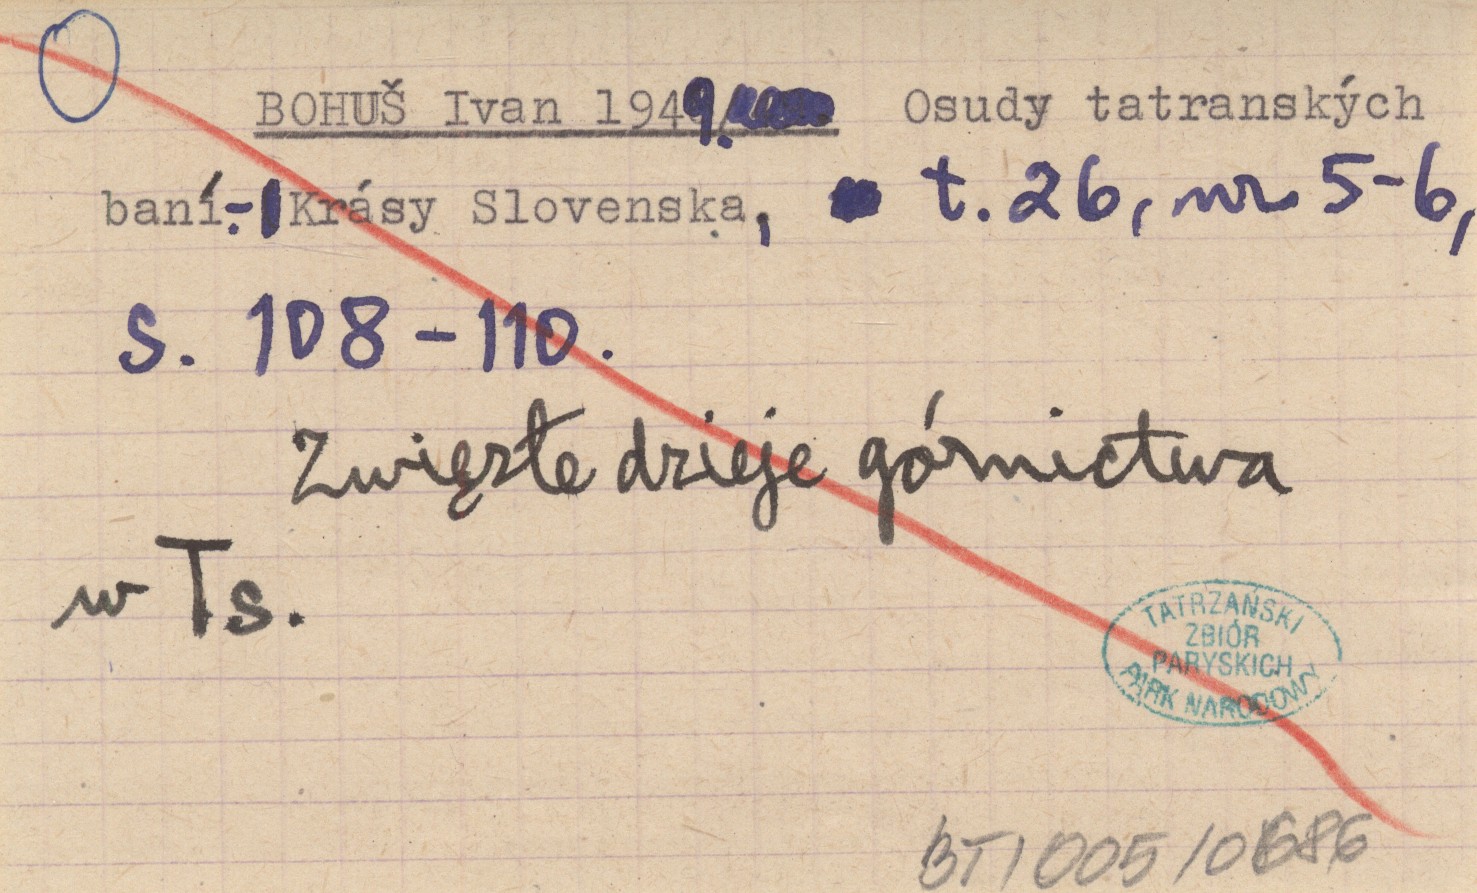 BOHUŠ Ivan 1949. Osudy tatranských
baní.- Krásy Slovenska, t. 26, nr 5-6,
s. 108-110.
Zwięzłe dzieje górnictwa
w Ts.
TATRZAŃSKI
ZBIÓR
PARYSKICH
PARK NARODOWY
BT1005/0686